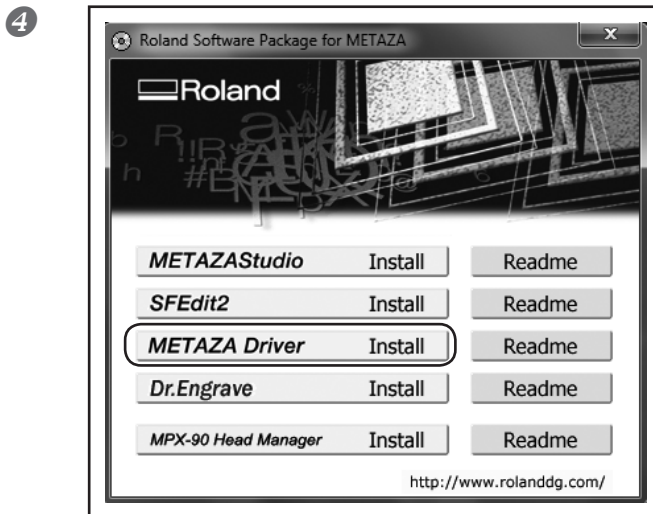 4
Roland Software Package for METAZA
x
Roland
METAZAStudio Install Readme
SFEdit2 Install Readme
METAZA Driver Install Readme
Dr.Engrave Install Readme
MPX-90 Head Manager Install Readme
http://www.rolanddg.com/